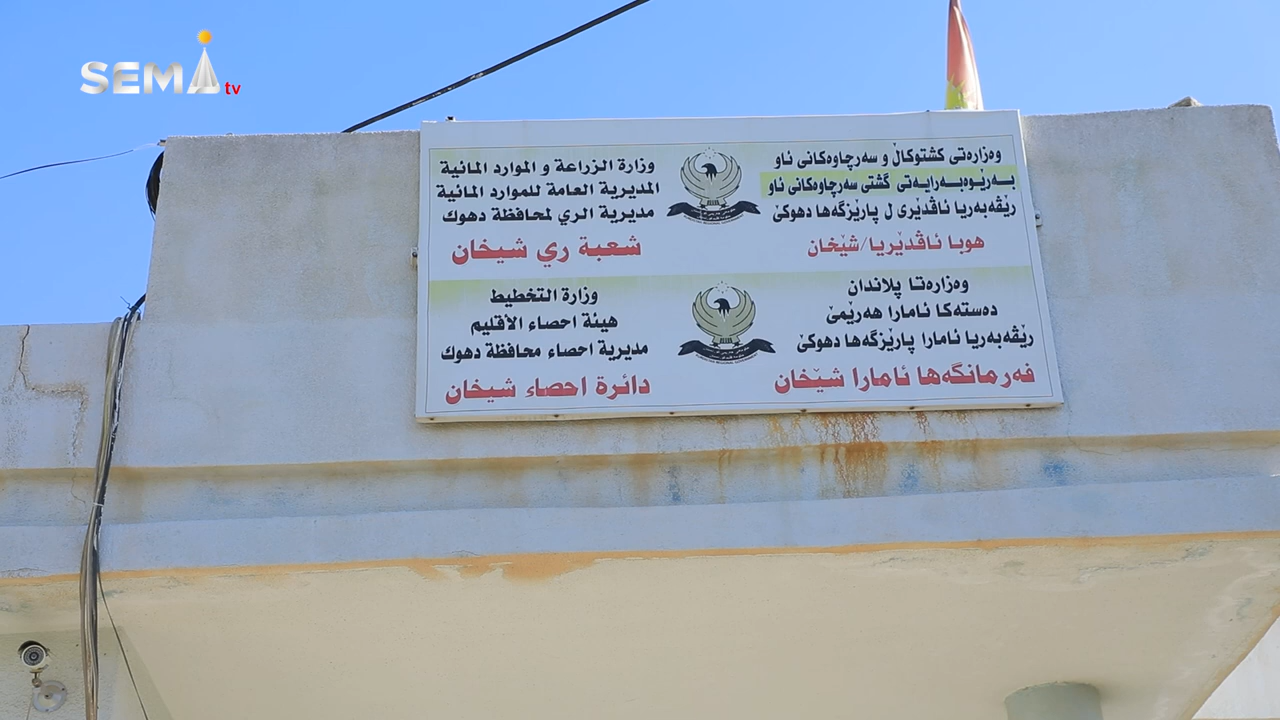 SEMA tv
وەزارەتی کشتوکاڵ و سەرچاوەکانی ئاو
بەڕێوەبەرایەتی گشتی سەرچاوەکانی ئاو
رێڤەبەریا ئاڤدێری ل پارێزگەها دهوکێ
هوبا ئاڤدێریا/شێخان
وزارة الزراعة و الموارد المائية
المديرية العامة للموارد المائية
مديرية الري لمحافظة دهوك
شعبة ري شيخان
وەزارەتا پلاندان
دەستەکا ئامارا هەرێمێ
رێڤەبەریا ئامارا پارێزگەها دهوکێ
فەرمانگەها ئامارا شێخان
وزارة التخطيط
هيئة احصاء الأقليم
مديرية احصاء محافظة دهوك
دائرة احصاء شيخان